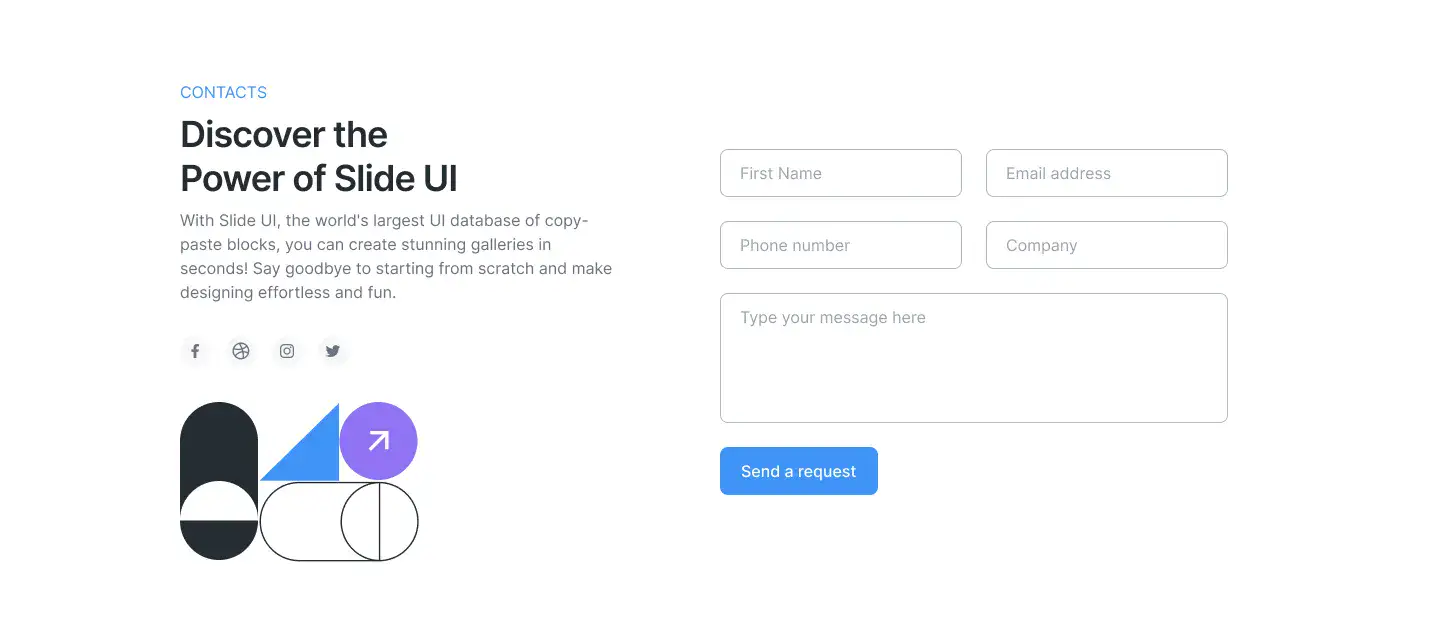 CONTACTS
Discover the
Power of Slide UI
With Slide UI, the world's largest UI database of copy-
paste blocks, you can create stunning galleries in
seconds! Say goodbye to starting from scratch and make
designing effortless and fun.
First Name
Email address
Phone number
Company
Type your message here
Send a request